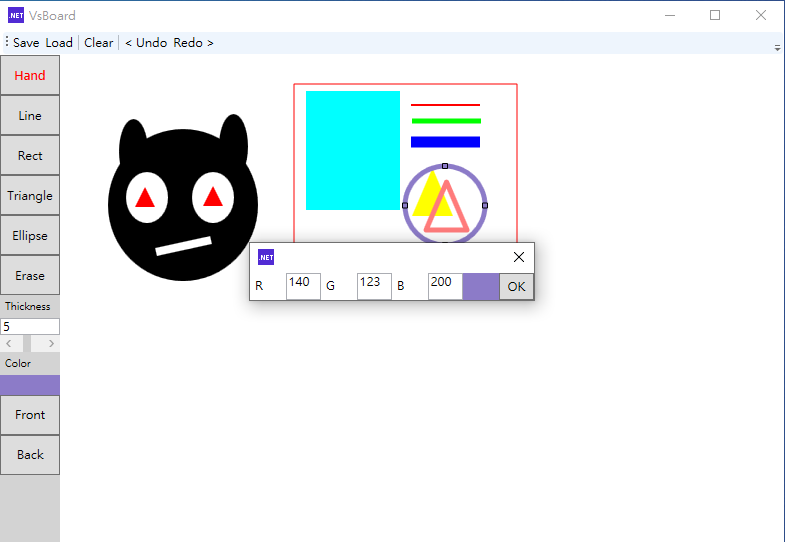 .NET VsBoard
Save Load Clear < Undo Redo >
Hand
Line
Rect
Triangle
Ellipse
Erase
Thickness
5
Color
Front
Back
.NET
R 140 G 123 B 200 OK